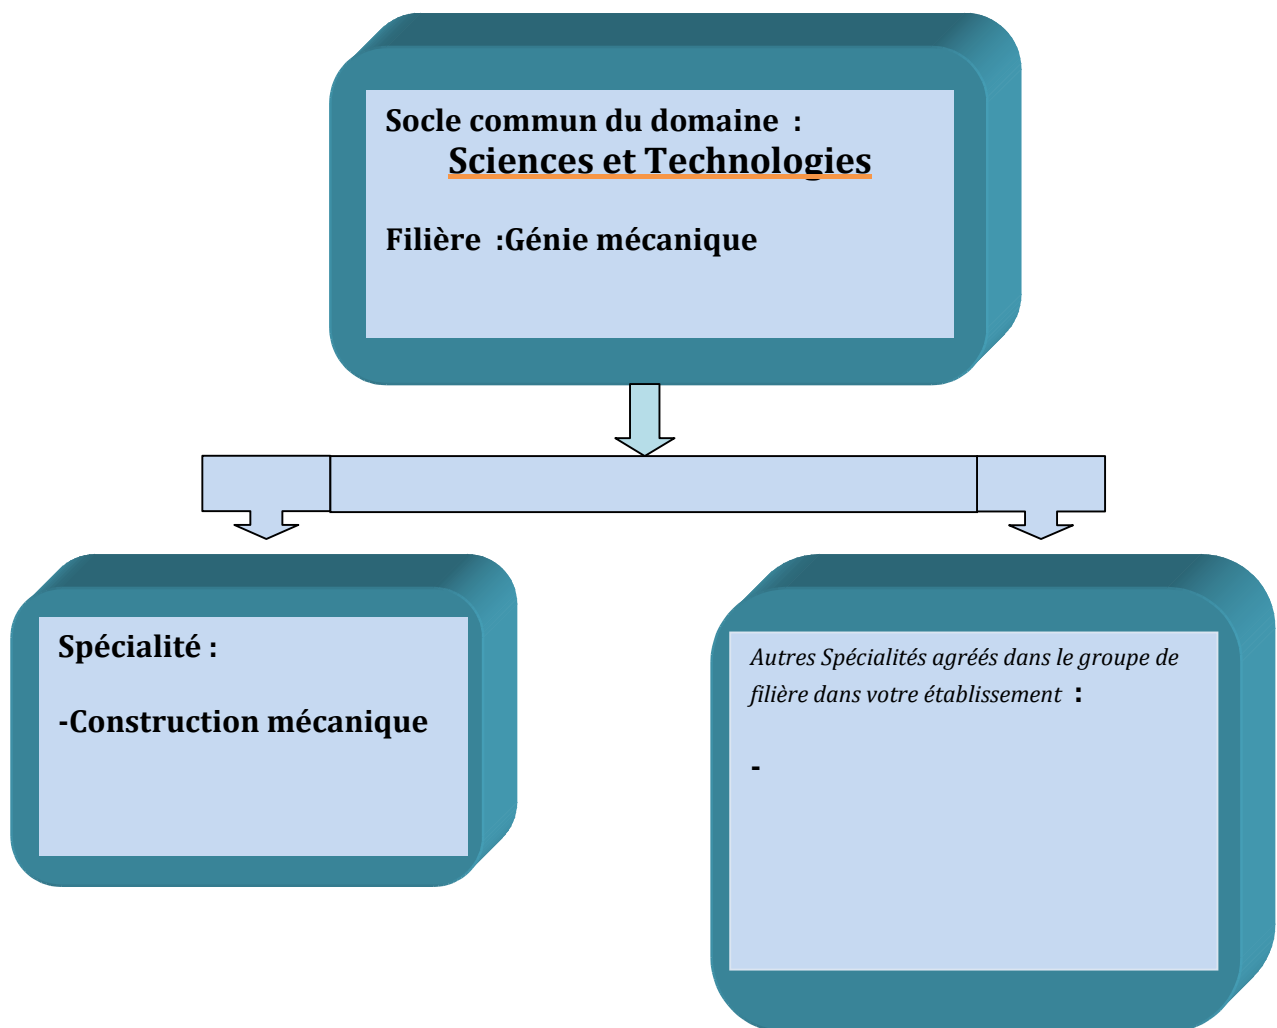 Socle commun du domaine :
Sciences et Technologies
Filière :Génie mécanique
Spécialité :
-Construction mécanique
Autres Spécialités agréés dans le groupe de
filière dans votre établissement :
-